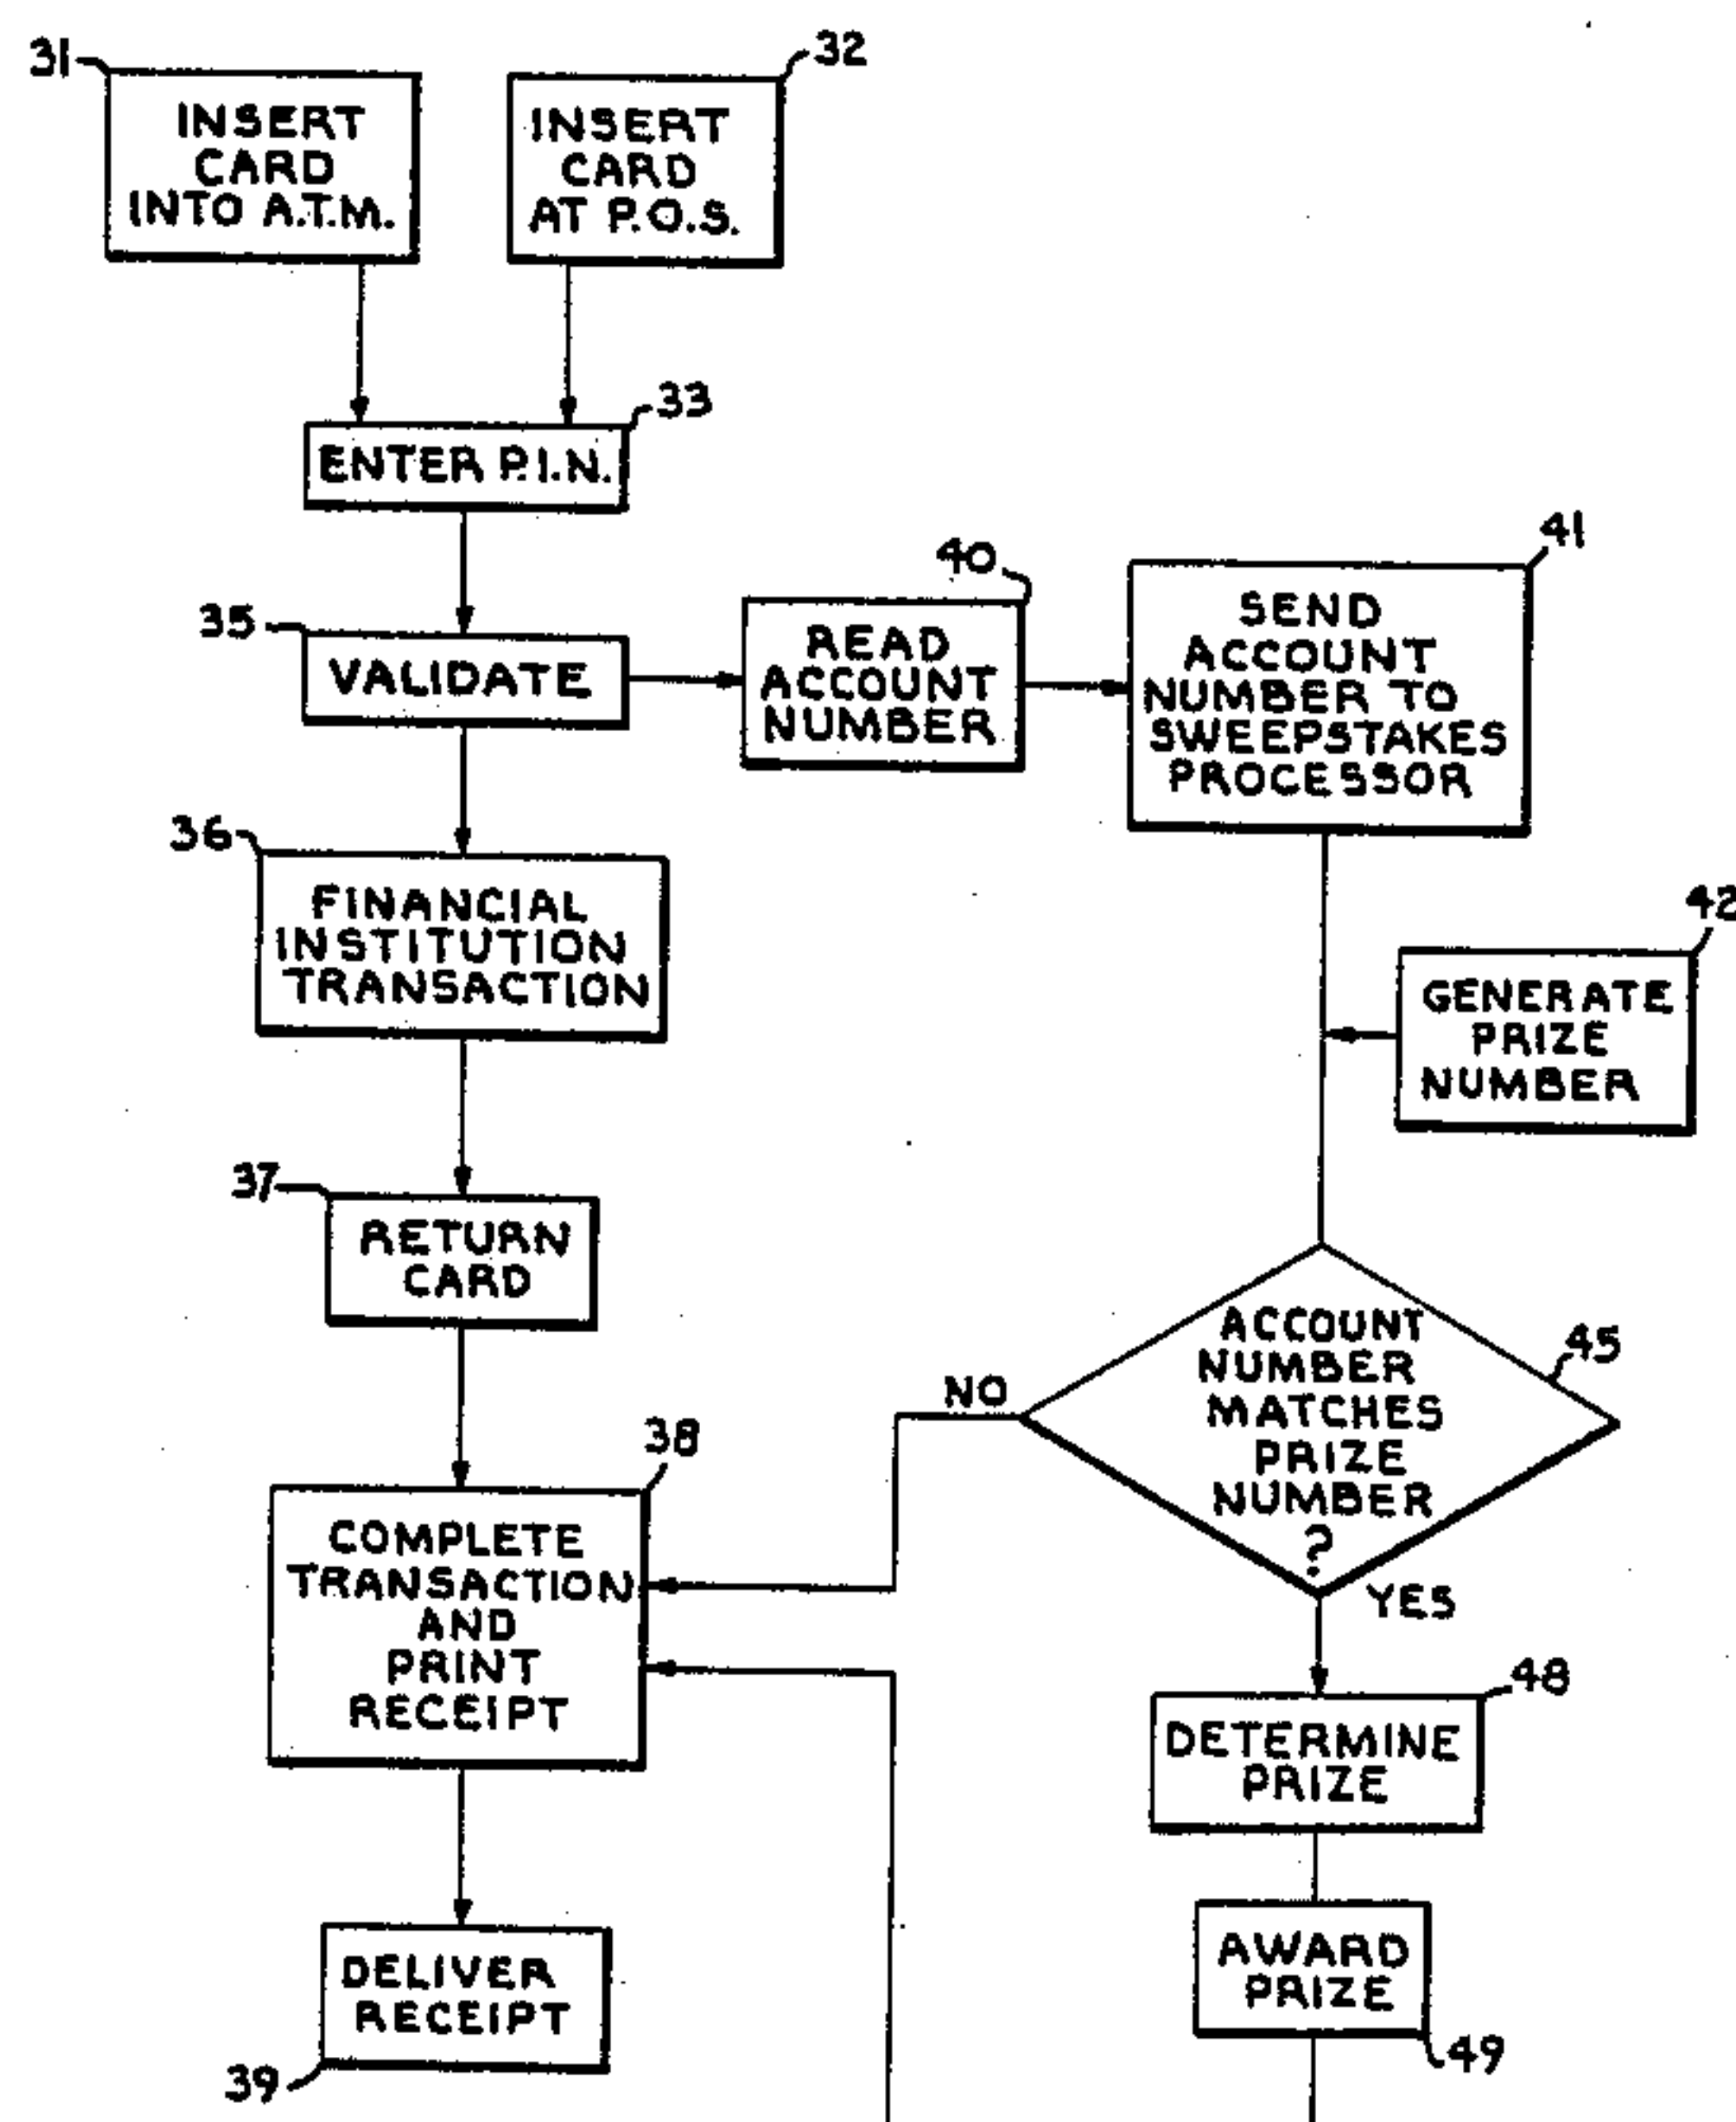 31
INSERT
CARD
INTO A.T.M.
32
INSERT
CARD
AT P.O.S.
33
ENTER P.I.N.
35
VALIDATE
40
READ
ACCOUNT
NUMBER
41
SEND
ACCOUNT
NUMBER TO
SWEEPSTAKES
PROCESSOR
36
FINANCIAL
INSTITUTION
TRANSACTION
42
GENERATE
PRIZE
NUMBER
37
RETURN
CARD
45
ACCOUNT
NUMBER
MATCHES
PRIZE
NUMBER
?
NO
YES
38
COMPLETE
TRANSACTION
AND
PRINT
RECEIPT
48
DETERMINE
PRIZE
AWARD
PRIZE
49
DELIVER
RECEIPT
39